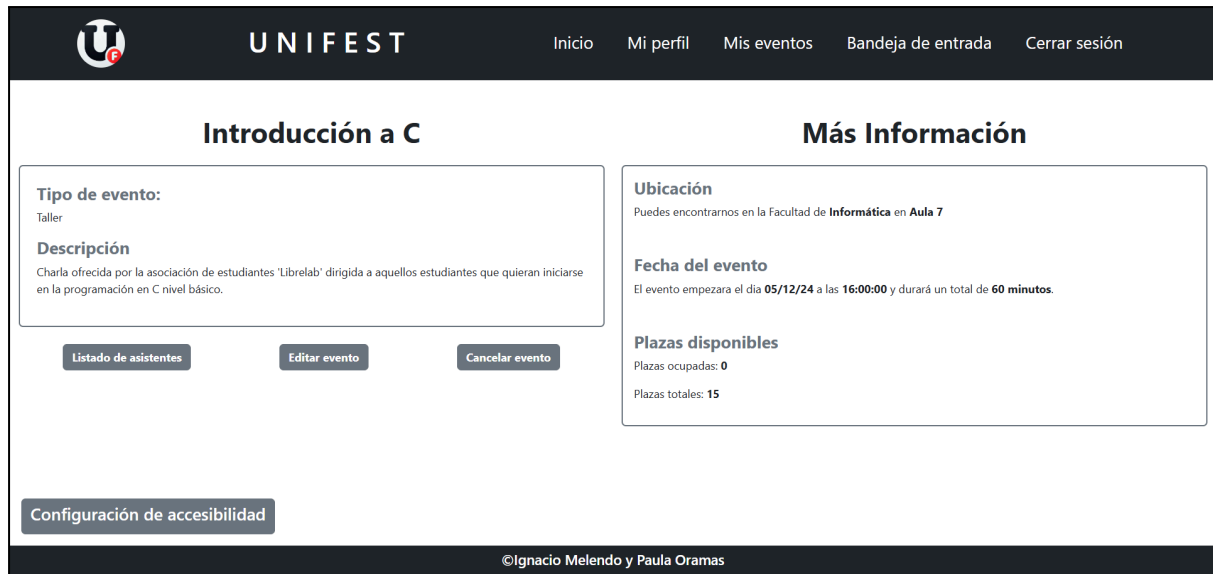 U
F
UNIFEST
Inicio
Mi perfil
Mis eventos
Bandeja de entrada
Cerrar sesión
Introducción a C
Tipo de evento:
Taller
Descripción
Charla ofrecida por la asociación de estudiantes 'Librelab' dirigida a aquellos estudiantes que quieran iniciarse
en la programación en C nivel básico.
Listado de asistentes
Editar evento
Cancelar evento
Más Información
Ubicación
Puedes encontrarnos en la Facultad de Informática en Aula 7
Fecha del evento
El evento empezara el dia 05/12/24 a las 16:00:00 y durará un total de 60 minutos.
Plazas disponibles
Plazas ocupadas: 0
Plazas totales: 15
Configuración de accesibilidad
©Ignacio Melendo y Paula Oramas